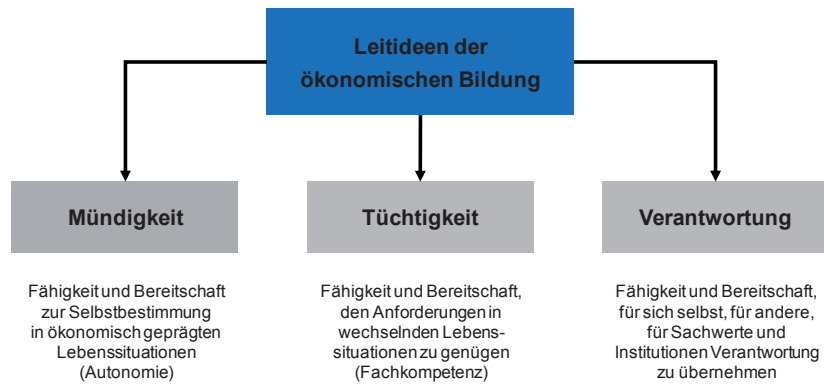 Leitideen der
ökonomischen Bildung
Mündigkeit
Tüchtigkeit
Verantwortung
Fähigkeit und Bereitschaft
zur Selbstbestimmung
in ökonomisch geprägten
Lebenssituationen
(Autonomie)
Fähigkeit und Bereitschaft,
den Anforderungen in
wechselnden Lebens-
situationen zu genügen
(Fachkompetenz)
Fähigkeit und Bereitschaft,
für sich selbst, für andere,
für Sachwerte und
Institutionen Verantwortung
zu übernehmen